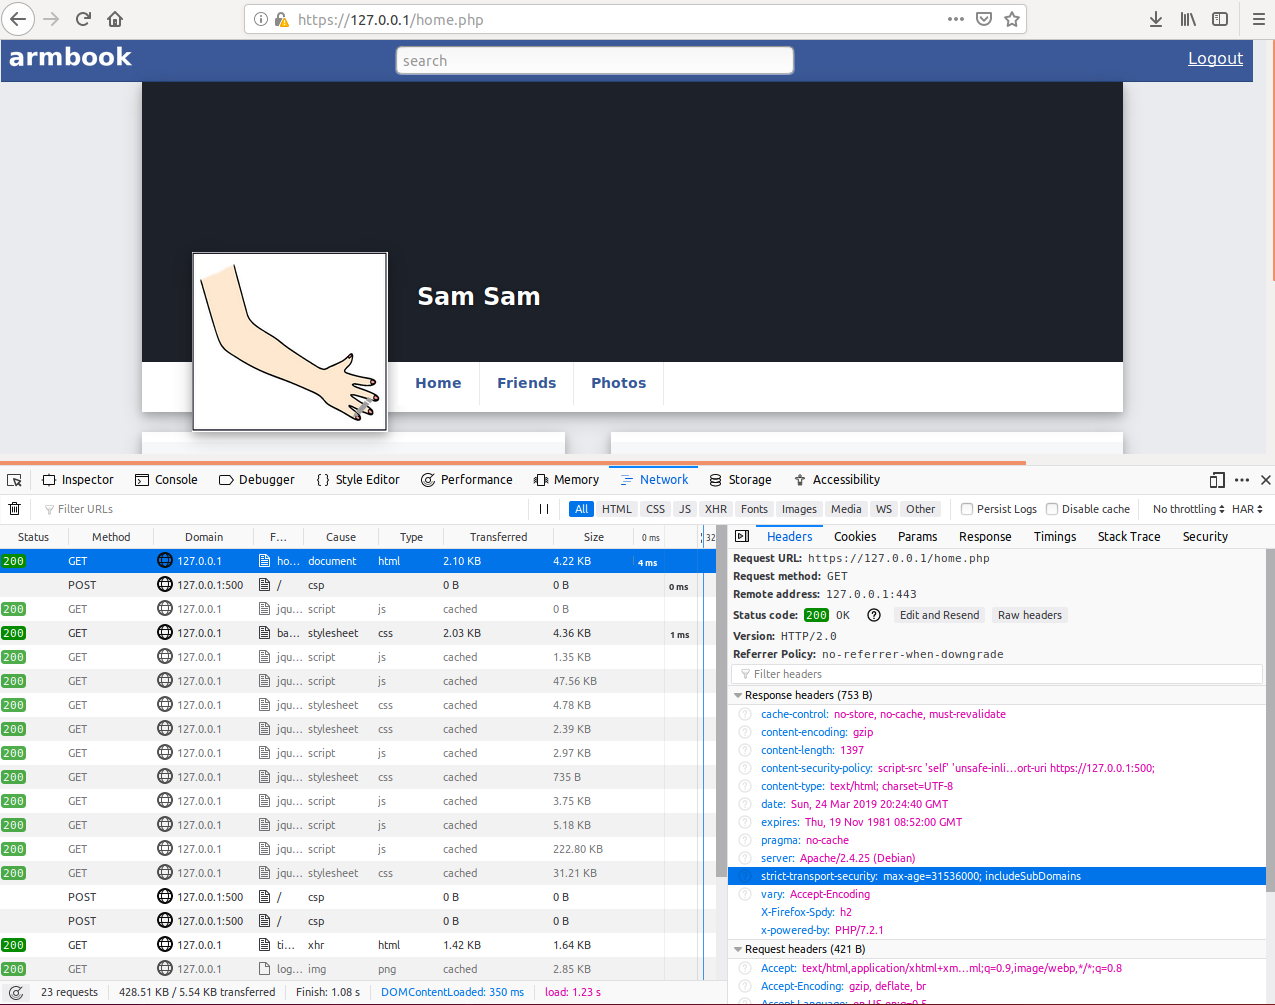 https://127.0.0.1/home.php
armbook
search
Logout
Sam Sam
Home Friends Photos
Inspector Console Debugger { } Style Editor Performance Memory Network Storage Accessibility
Filter URLs
All HTML CSS JS XHR Fonts Images Media WS Other Persist Logs Disable cache No throttling HAR
Status Method Domain F... Cause Type Transferred Size 0 ms 32
200 GET 127.0.0.1 ho... document html 2.10 KB 4.22 KB 4 ms
POST 127.0.0.1:500 / csp 0 B 0 B 0 ms
200 GET 127.0.0.1 jqu... script js cached 0 B
200 GET 127.0.0.1 ba... stylesheet css 2.03 KB 4.36 KB 1 ms
200 GET 127.0.0.1 jqu... script js cached 1.35 KB
200 GET 127.0.0.1 jqu... script js cached 47.56 KB
200 GET 127.0.0.1 jqu... stylesheet css cached 4.78 KB
200 GET 127.0.0.1 jqu... stylesheet css cached 2.39 KB
200 GET 127.0.0.1 jqu... script js cached 2.97 KB
200 GET 127.0.0.1 jqu... stylesheet css cached 735 B
200 GET 127.0.0.1 jqu... script js cached 3.75 KB
200 GET 127.0.0.1 jqu... script js cached 5.18 KB
200 GET 127.0.0.1 jqu... script js cached 222.80 KB
200 GET 127.0.0.1 jqu... stylesheet css cached 31.21 KB
POST 127.0.0.1:500 / csp 0 B 0 B
POST 127.0.0.1:500 / csp 0 B 0 B
200 GET 127.0.0.1 ti... xhr html 1.42 KB 1.64 KB
200 GET 127.0.0.1 log... img png cached 2.85 KB
23 requests 428.51 KB / 5.54 KB transferred Finish: 1.08 s DOMContentLoaded: 350 ms load: 1.23 s
Headers Cookies Params Response Timings Stack Trace Security
Request URL: https://127.0.0.1/home.php
Request method: GET
Remote address: 127.0.0.1:443
Status code: 200 OK Edit and Resend Raw headers
Version: HTTP/2.0
Referrer Policy: no-referrer-when-downgrade
Filter headers
Response headers (753 B)
cache-control: no-store, no-cache, must-revalidate
content-encoding: gzip
content-length: 1397
content-security-policy: script-src 'self' 'unsafe-inli...ort-uri https://127.0.0.1:500;
content-type: text/html; charset=UTF-8
date: Sun, 24 Mar 2019 20:24:40 GMT
expires: Thu, 19 Nov 1981 08:52:00 GMT
pragma: no-cache
server: Apache/2.4.25 (Debian)
strict-transport-security: max-age=31536000; includeSubDomains
vary: Accept-Encoding
X-Firefox-Spdy: h2
x-powered-by: PHP/7.2.1
Request headers (421 B)
Accept: text/html,application/xhtml+xm...ml;q=0.9,image/webp,*/*;q=0.8
Accept-Encoding: gzip, deflate, br